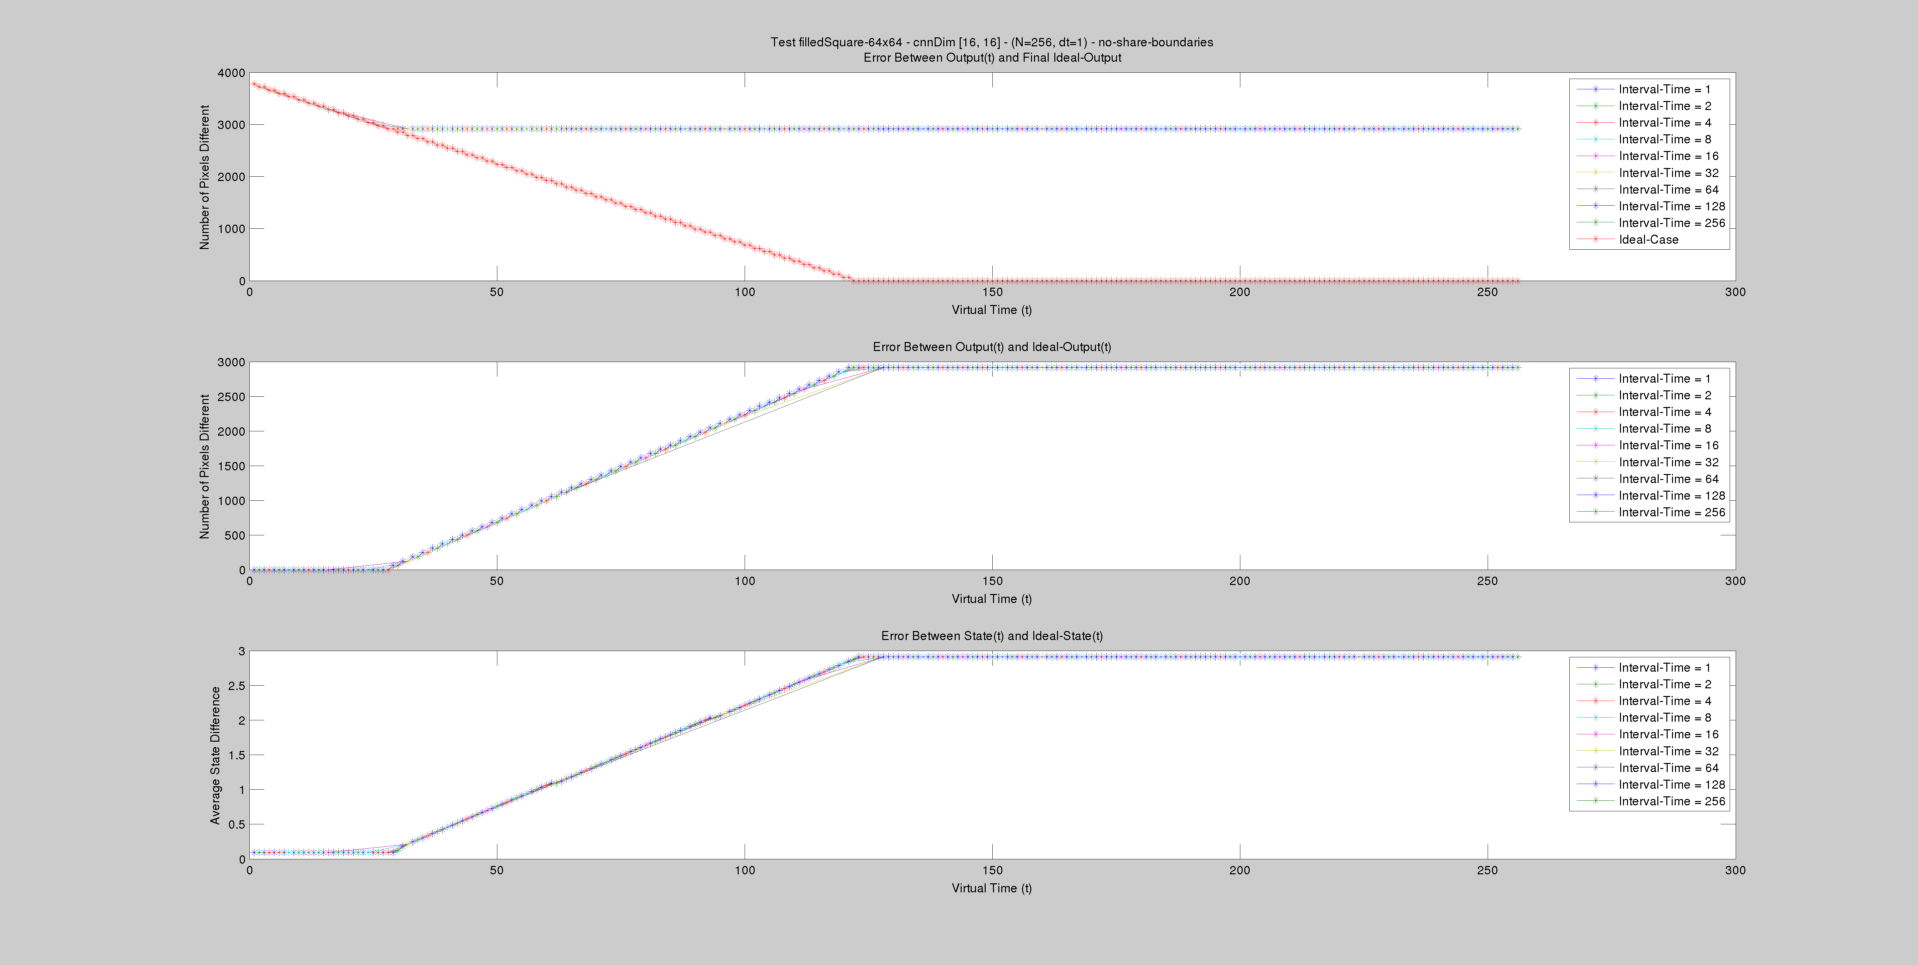 Test filledSquare-64x64 - cnnDim [16, 16] - (N=256, dt=1) - no-share-boundaries
Error Between Output(t) and Final Ideal-Output
Number of Pixels Different
4000
3000
2000
1000
0
0
50
100
150
200
250
300
Virtual Time (t)
Interval-Time = 1
Interval-Time = 2
Interval-Time = 4
Interval-Time = 8
Interval-Time = 16
Interval-Time = 32
Interval-Time = 64
Interval-Time = 128
Interval-Time = 256
Ideal-Case
Error Between Output(t) and Ideal-Output(t)
Number of Pixels Different
3000
2500
2000
1500
1000
500
0
0
50
100
150
200
250
300
Virtual Time (t)
Interval-Time = 1
Interval-Time = 2
Interval-Time = 4
Interval-Time = 8
Interval-Time = 16
Interval-Time = 32
Interval-Time = 64
Interval-Time = 128
Interval-Time = 256
Error Between State(t) and Ideal-State(t)
Average State Difference
3
2.5
2
1.5
1
0.5
0
0
50
100
150
200
250
300
Virtual Time (t)
Interval-Time = 1
Interval-Time = 2
Interval-Time = 4
Interval-Time = 8
Interval-Time = 16
Interval-Time = 32
Interval-Time = 64
Interval-Time = 128
Interval-Time = 256